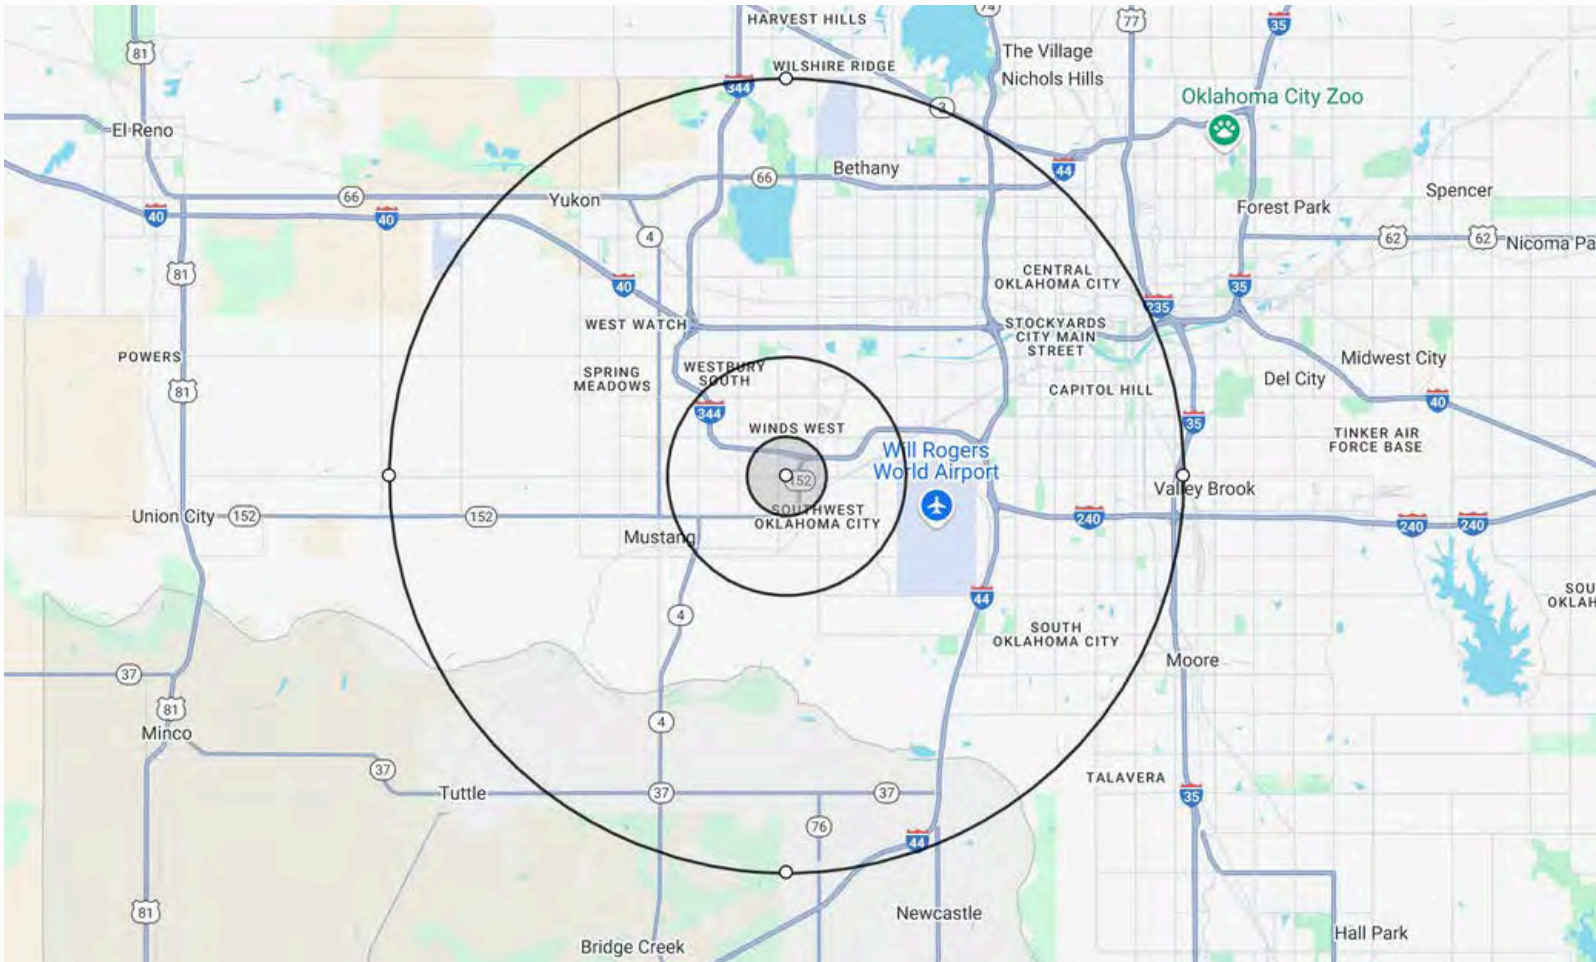 74
HARVEST HILLS
77
35
81
The Village
WILSHIRE RIDGE
Nichols Hills
344
Oklahoma City Zoo
3
El Reno
Bethany
44
66
66
Yukon
Spencer
Forest Park
40
40
4
62
62
Nicoma Pa
81
CENTRAL
OKLAHOMA CITY
40
35
235
WEST WATCH
STOCKYARDS
CITY MAIN
STREET
POWERS
Midwest City
SPRING
MEADOWS
WESTBURY
SOUTH
Del City
81
CAPITOL HILL
40
344
35
WINDS WEST
TINKER AIR
FORCE BASE
Will Rogers
World Airport
152
Valley Brook
Union City
152
152
SOUTHWEST
OKLAHOMA CITY
240
240
240
Mustang
44
SOU
OKLAH
4
SOUTH
OKLAHOMA CITY
Moore
37
81
4
Minco
37
TALAVERA
Tuttle
37
37
35
76
44
81
Newcastle
Hall Park
Bridge Creek